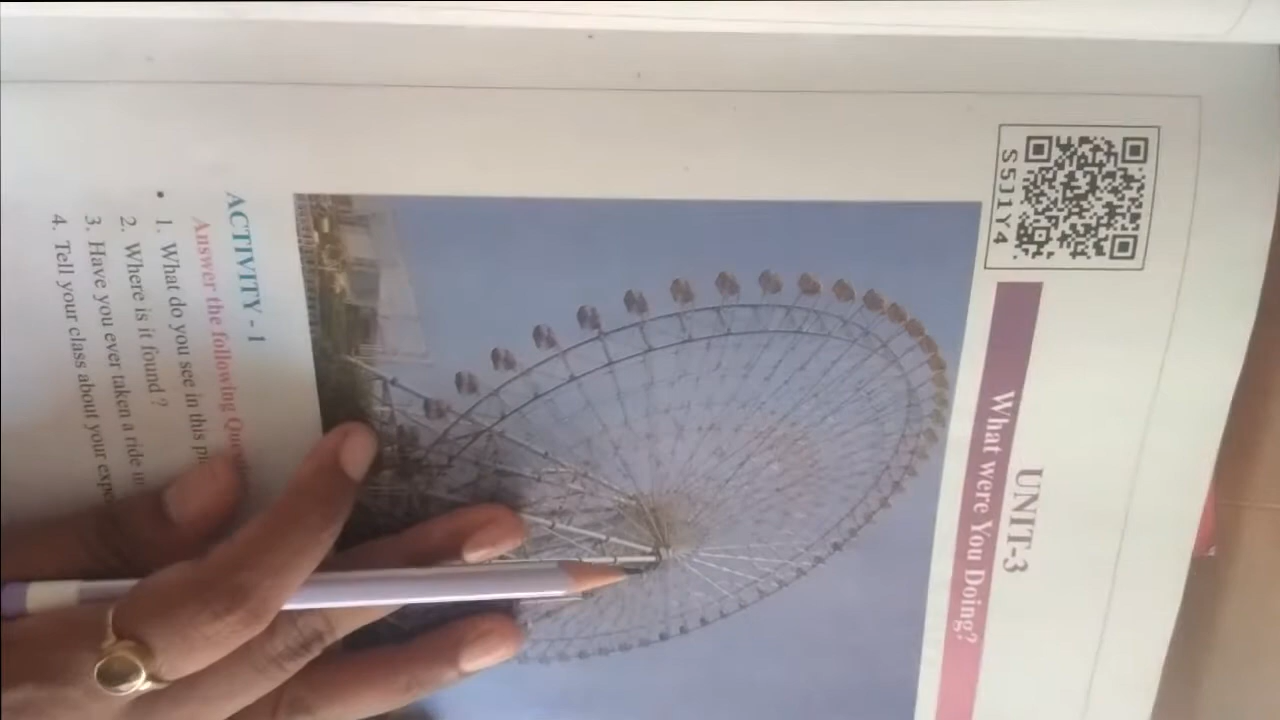 S5J1Y4
UNIT-3
What were You Doing?
ACTIVITY - 1
Answer the following
• 1. What do you see in this
2. Where is it found ?
3. Have you ever taken a ride
4. Tell your class about your